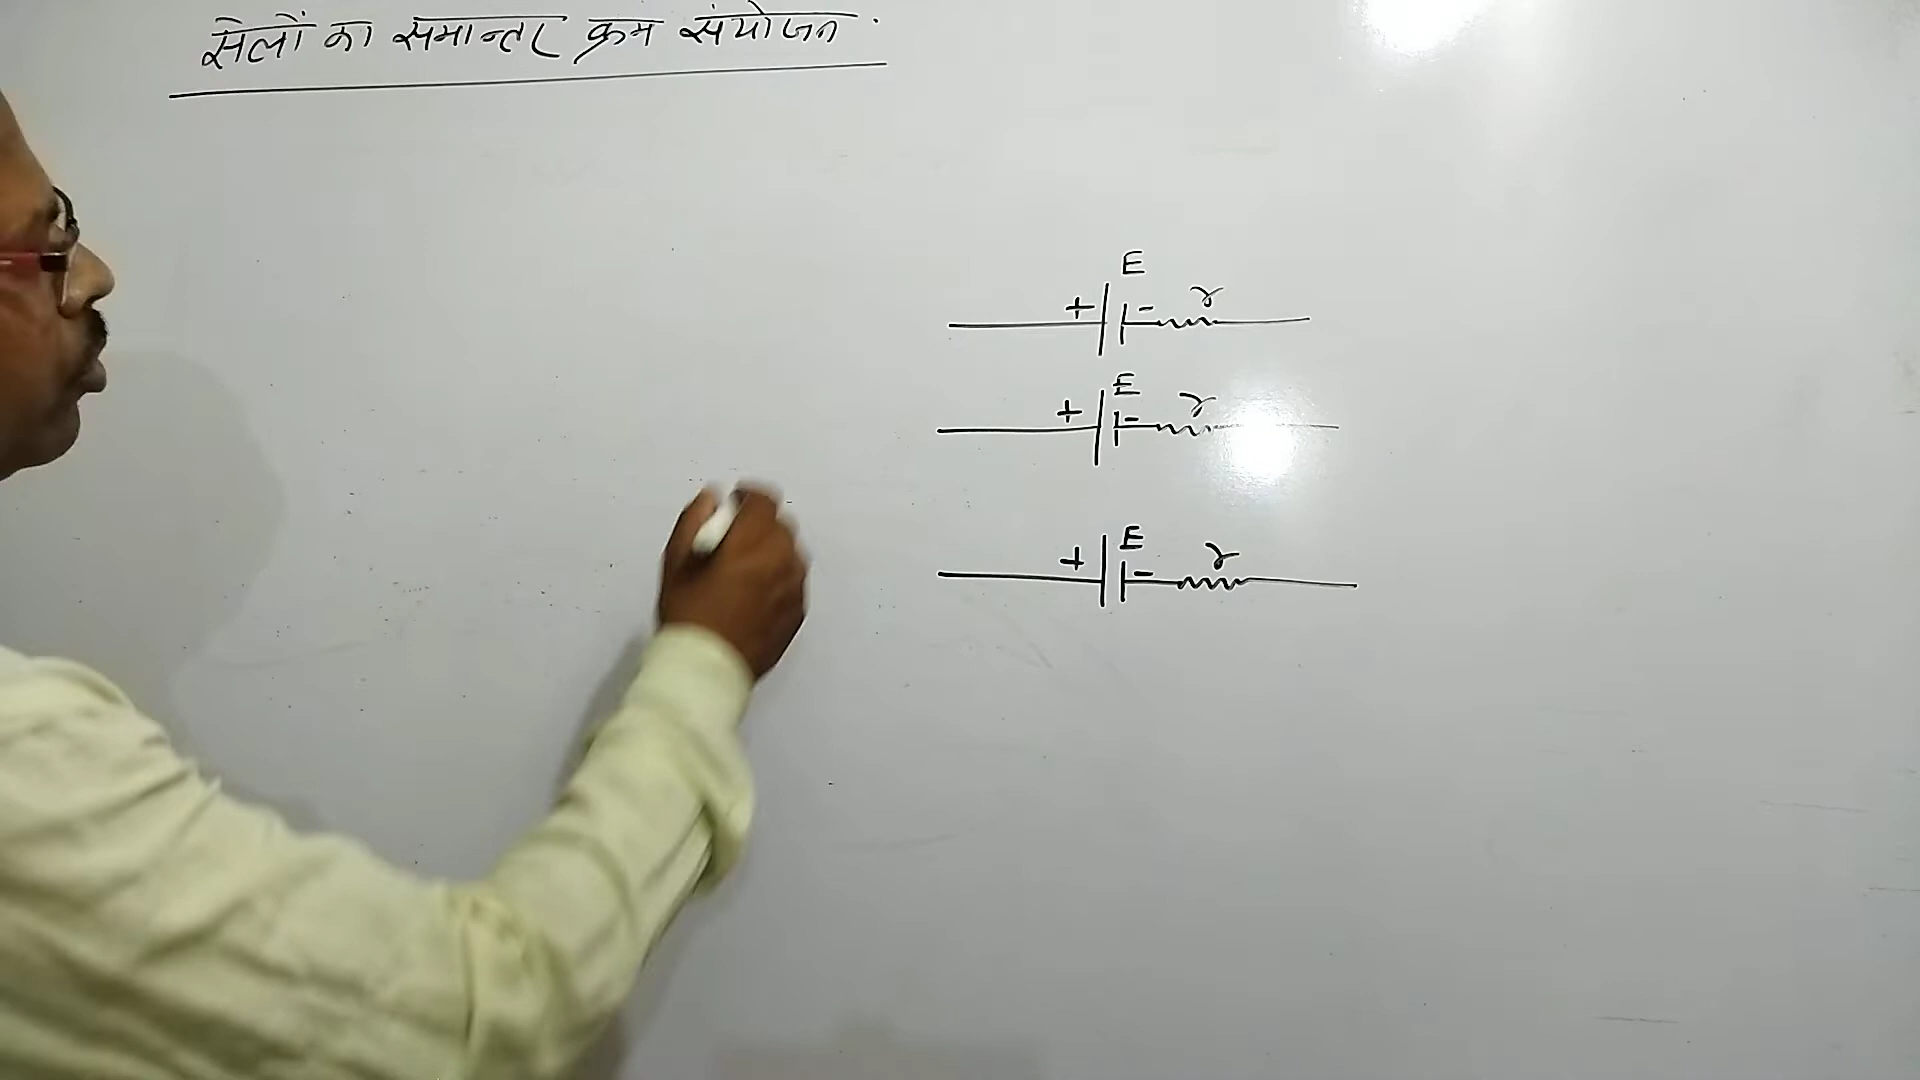 सेलों का समान्तर क्रम संयोजन .
E
+ - r
E
+ - r
E
+ - r